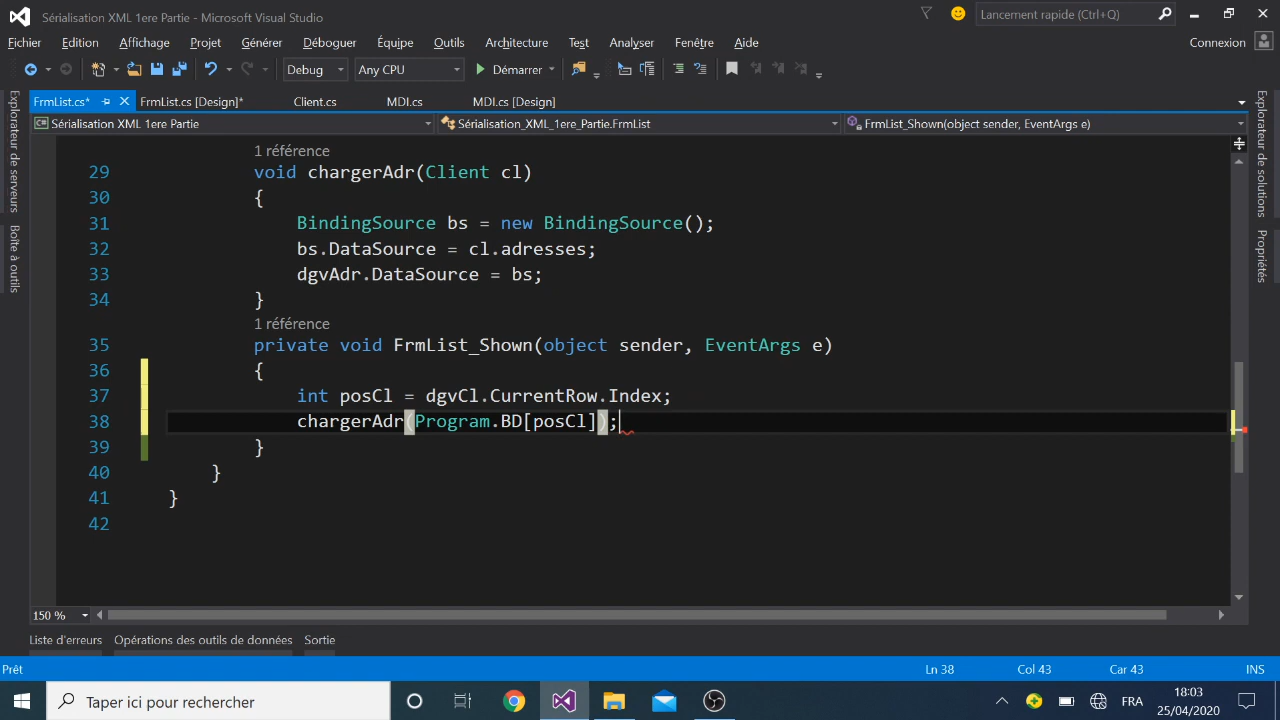 Sérialisation XML 1ere Partie - Microsoft Visual Studio
Lancement rapide (Ctrl+Q)
Fichier Edition Affichage Projet Générer Déboguer Équipe Outils Architecture Test Analyser Fenêtre Aide
Connexion
Debug Any CPU Démarrer
FrmList.cs* FrmList.cs [Design]* Client.cs MDI.cs MDI.cs [Design]
Sérialisation XML 1ere Partie Sérialisation_XML_1ere_Partie.FrmList FrmList_Shown(object sender, EventArgs e)
Explorateur de serveurs
Boîte à outils
Explorateur de solutions
Propriétés
1 référence
29 void chargerAdr(Client cl)
30 {
31 BindingSource bs = new BindingSource();
32 bs.DataSource = cl.adresses;
33 dgvAdr.DataSource = bs;
34 }
1 référence
35 private void FrmList_Shown(object sender, EventArgs e)
36 {
37 int posCl = dgvCl.CurrentRow.Index;
38 chargerAdr(Program.BD[posCl]);
39 }
40 }
41 }
42
150 %
Liste d'erreurs Opérations des outils de données Sortie
Prêt Ln 38 Col 43 Car 43 INS
Taper ici pour rechercher
FRA
18:03
25/04/2020